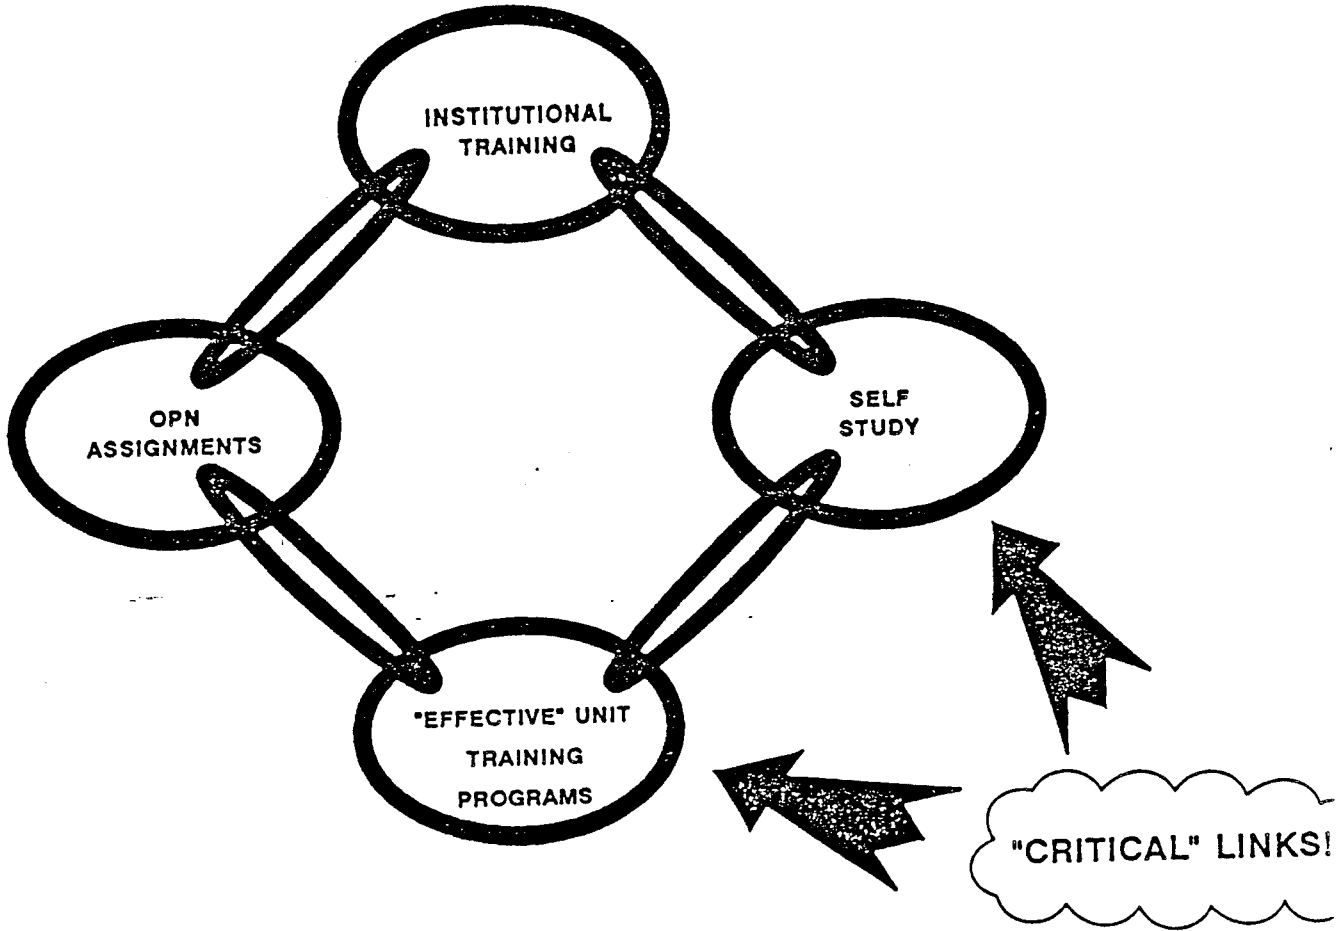 INSTITUTIONAL
TRAINING
OPN
ASSIGNMENTS
SELF
STUDY
"EFFECTIVE" UNIT
TRAINING
PROGRAMS
"CRITICAL" LINKS!